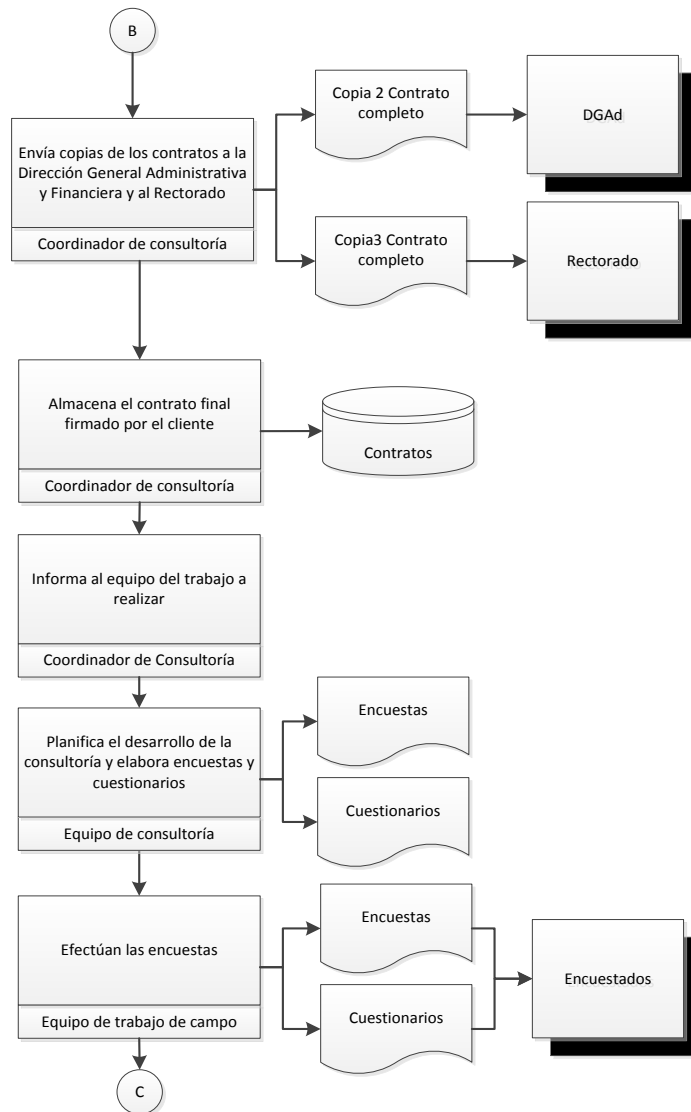 B
Envía copias de los contratos a la
Dirección General Administrativa
y Financiera y al Rectorado
Coordinador de consultoría
Copia 2 Contrato
completo
DGAd
Copia3 Contrato
completo
Rectorado
Almacena el contrato final
firmado por el cliente
Coordinador de consultoría
Contratos
Informa al equipo del trabajo a
realizar
Coordinador de Consultoría
Planifica el desarrollo de la
consultoría y elabora encuestas y
cuestionarios
Equipo de consultoría
Encuestas
Cuestionarios
Efectúan las encuestas
Equipo de trabajo de campo
Encuestas
Cuestionarios
Encuestados
C